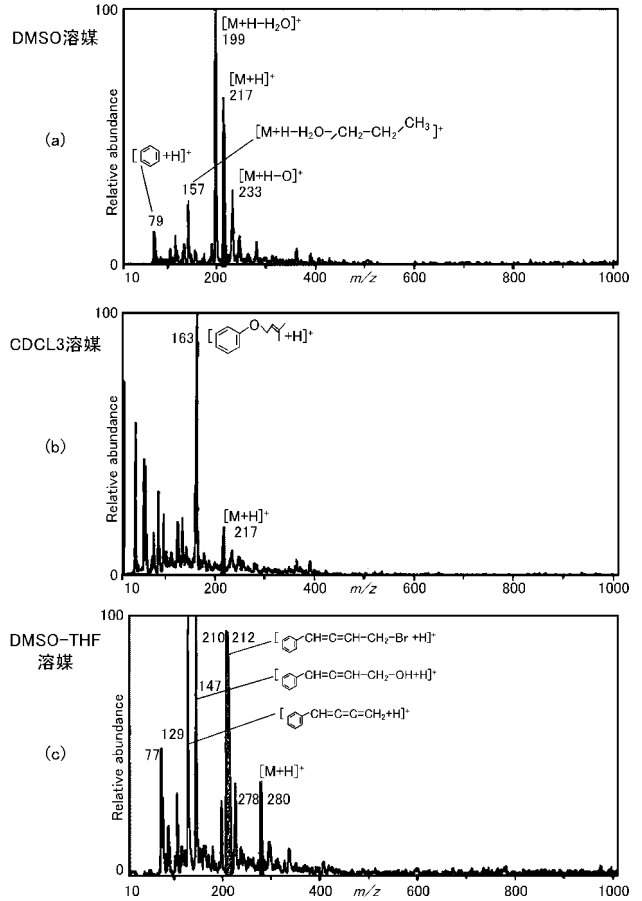 DMSO溶媒
(a)
Relative abundance
100
0
[M+H-H₂O]⁺
199
[M+H]⁺
217
[M+H-H₂O-CH₂-CH₂-CH₃]⁺
157
[ +H]⁺
79
[M+H-O]⁺
233
10 200 400 m/z 600 800 1000
CDCL3溶媒
(b)
Relative abundance
100
0
163
[ O +H]⁺
[M+H]⁺
217
10 200 400 m/z 600 800 1000
DMSO-THF
溶媒
(c)
Relative abundance
100
0
210 212
[ -CH=C=CH-CH₂-Br +H]⁺
147
[ -CH=C=CH-CH₂-OH+H]⁺
129
[ -CH=C=C=CH₂+H]⁺
77
[M+H]⁺
278 280
10 200 400 m/z 600 800 1000